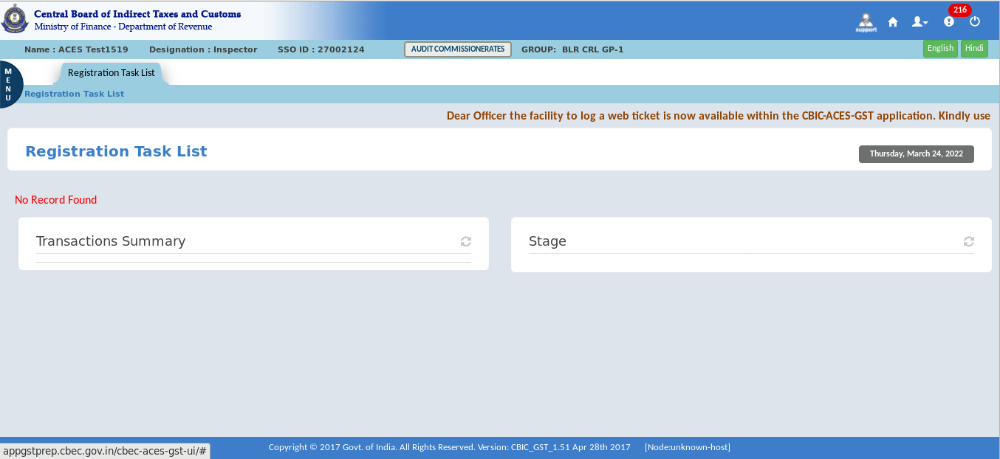 Central Board of Indirect Taxes and Customs
Ministry of Finance - Department of Revenue
support
216
Name : ACES Test1519 Designation : Inspector SSO ID : 27002124 AUDIT COMMISSIONERATES GROUP: BLR CRL GP-1 English Hindi
MENU
Registration Task List
Registration Task List
Dear Officer the facility to log a web ticket is now available within the CBIC-ACES-GST application. Kindly use
Registration Task List
Thursday, March 24, 2022
No Record Found
Transactions Summary
Stage
Copyright © 2017 Govt. of India. All Rights Reserved. Version: CBIC_GST_1.51 Apr 28th 2017 [Node:unknown-host]
appgstprep.cbec.gov.in/cbec-aces-gst-ui/#